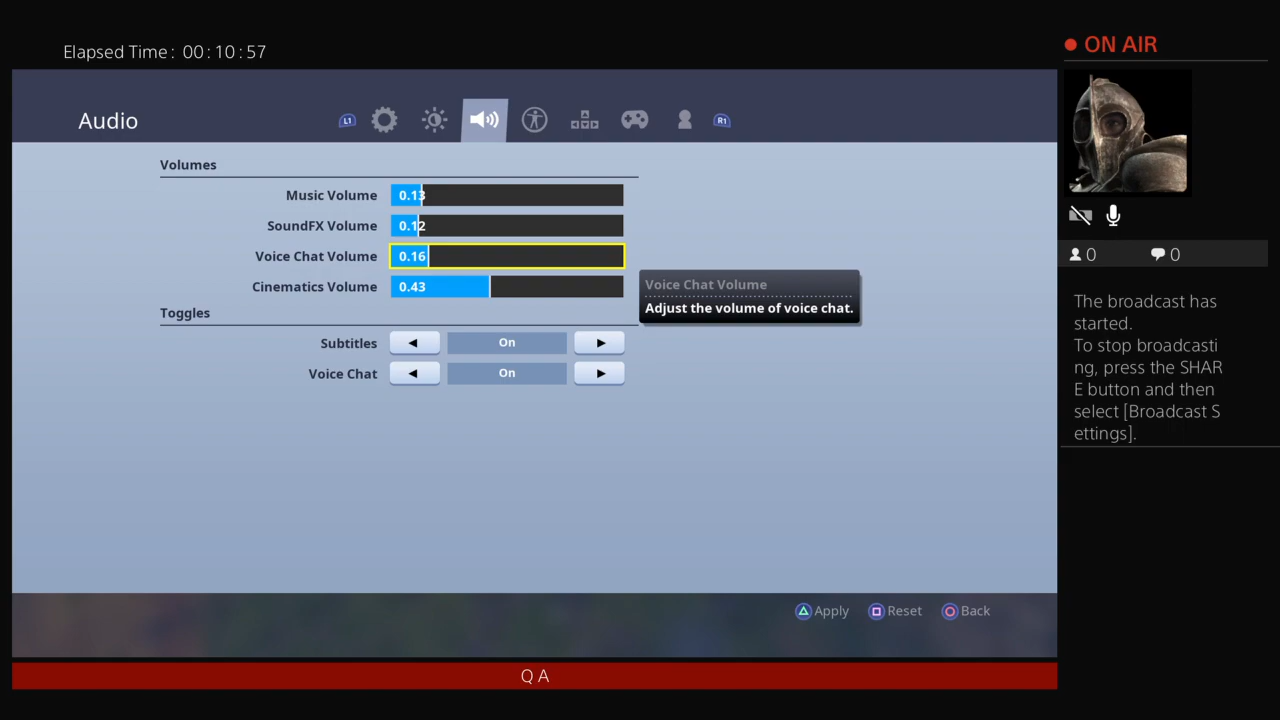 Elapsed Time: 00:10:57
ON AIR
Audio
L1
R1
Volumes
Music Volume 0.13
SoundFX Volume 0.12
Voice Chat Volume 0.16
Cinematics Volume 0.43
Voice Chat Volume
Adjust the volume of voice chat.
Toggles
Subtitles On
Voice Chat On
Apply Reset Back
Q A
0 0
The broadcast has
started.
To stop broadcasti
ng, press the SHAR
E button and then
select [Broadcast S
ettings].